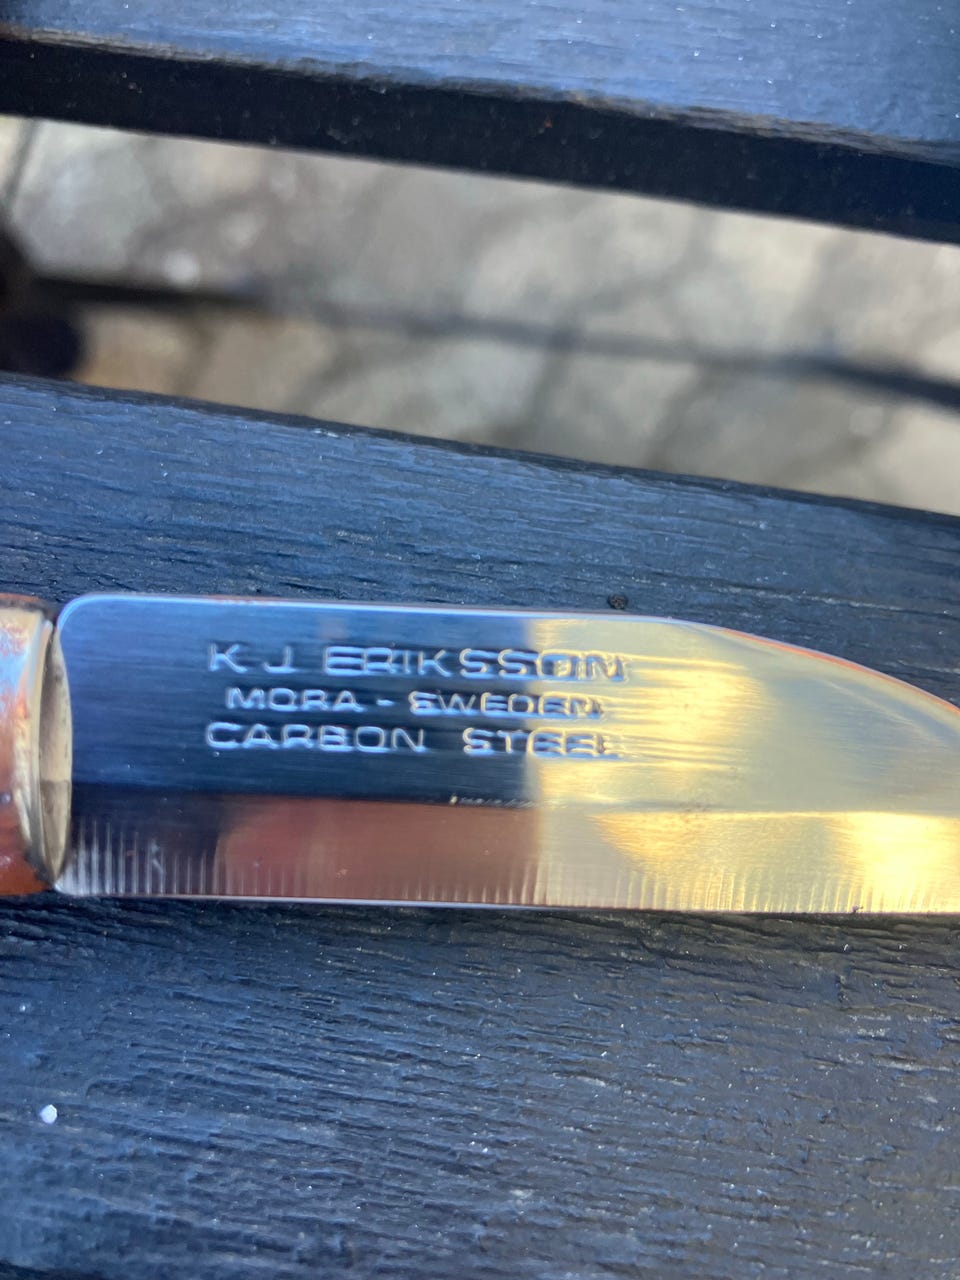 K J ERIKSSON
MORA - SWEDEN
CARBON STEEL